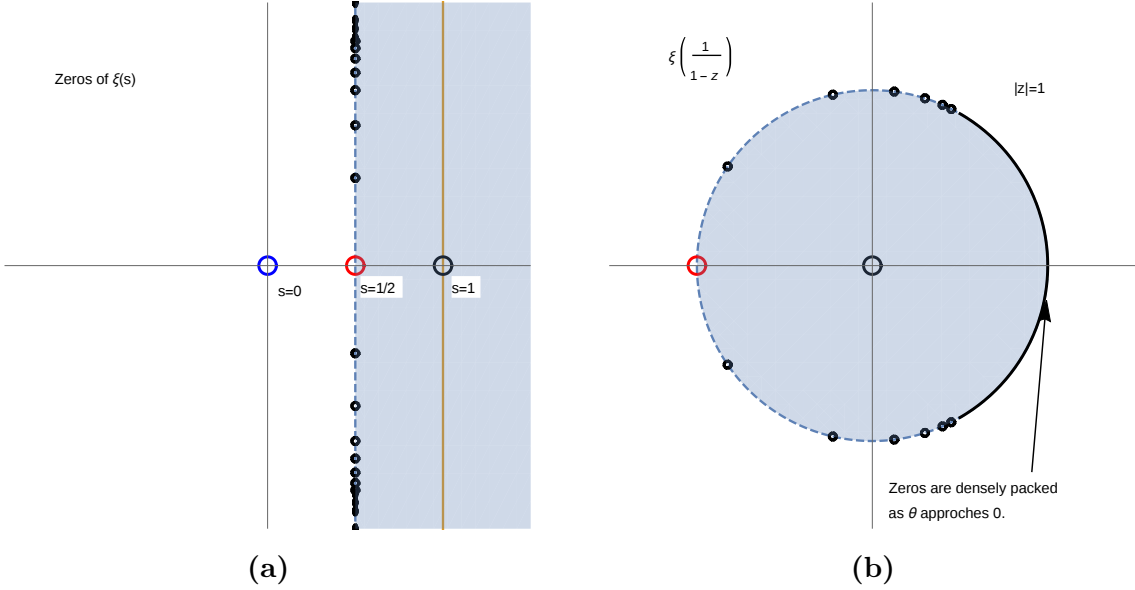 Zeros of ξ(s)
s=0
s=1/2
s=1
(a)
ξ(1/(1−z))
|z|=1
Zeros are densely packed
as θ approches 0.
(b)